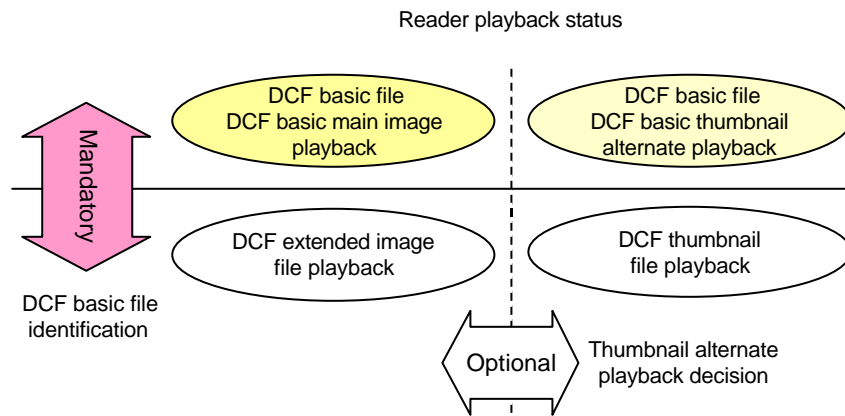 Reader playback status
DCF basic file
DCF basic main image
playback
DCF basic file
DCF basic thumbnail
alternate playback
Mandatory
DCF extended image
file playback
DCF thumbnail
file playback
DCF basic file
identification
Optional
Thumbnail alternate
playback decision